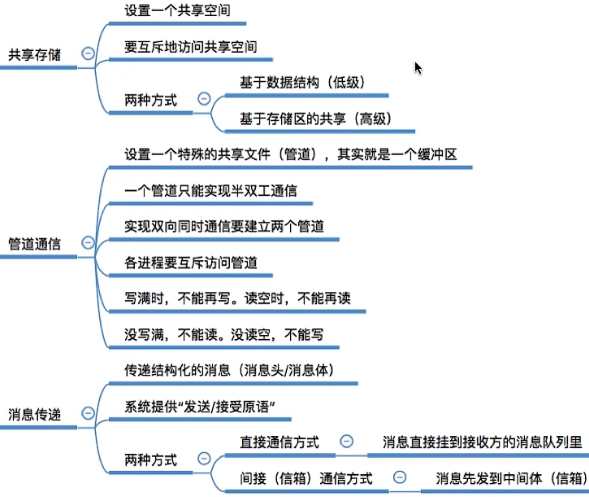 共享存储
设置一个共享空间
要互斥地访问共享空间
两种方式
基于数据结构（低级）
基于存储区的共享（高级）
管道通信
设置一个特殊的共享文件（管道），其实就是一个缓冲区
一个管道只能实现半双工通信
实现双向同时通信要建立两个管道
各进程要互斥访问管道
写满时，不能再写。读空时，不能再读
没写满，不能读。没读空，不能写
消息传递
传递结构化的消息（消息头/消息体）
系统提供“发送/接受原语”
两种方式
直接通信方式
消息直接挂到接收方的消息队列里
间接（信箱）通信方式
消息先发到中间体（信箱）